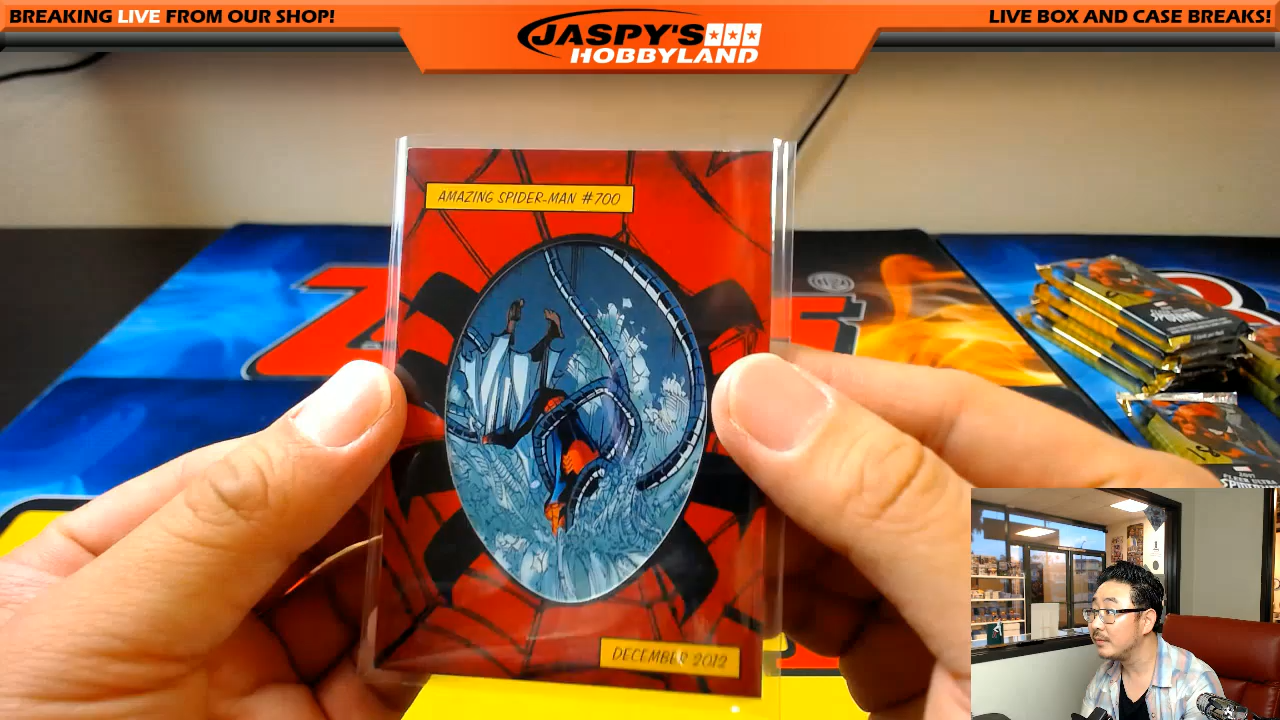 BREAKING LIVE FROM OUR SHOP!
JASPY'S
HOBBYLAND
LIVE BOX AND CASE BREAKS!
AMAZING SPIDER-MAN #700
DECEMBER 2012